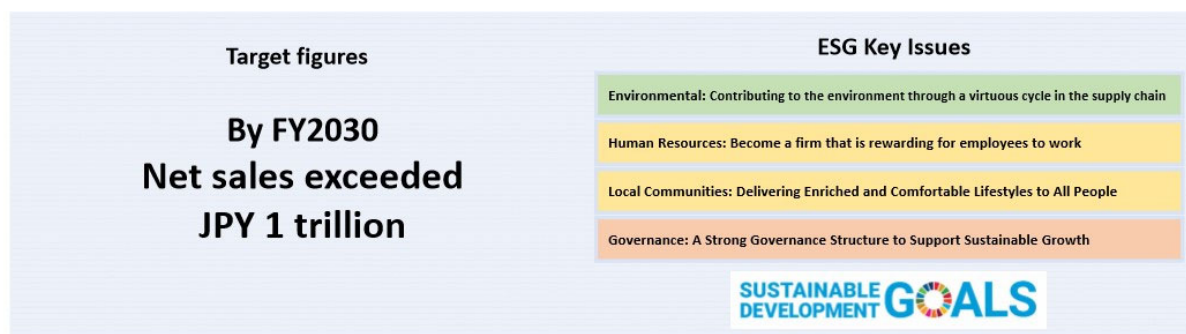 Target figures
By FY2030
Net sales exceeded
JPY 1 trillion
ESG Key Issues
Environmental: Contributing to the environment through a virtuous cycle in the supply chain
Human Resources: Become a firm that is rewarding for employees to work
Local Communities: Delivering Enriched and Comfortable Lifestyles to All People
Governance: A Strong Governance Structure to Support Sustainable Growth
SUSTAINABLE
DEVELOPMENT GOALS